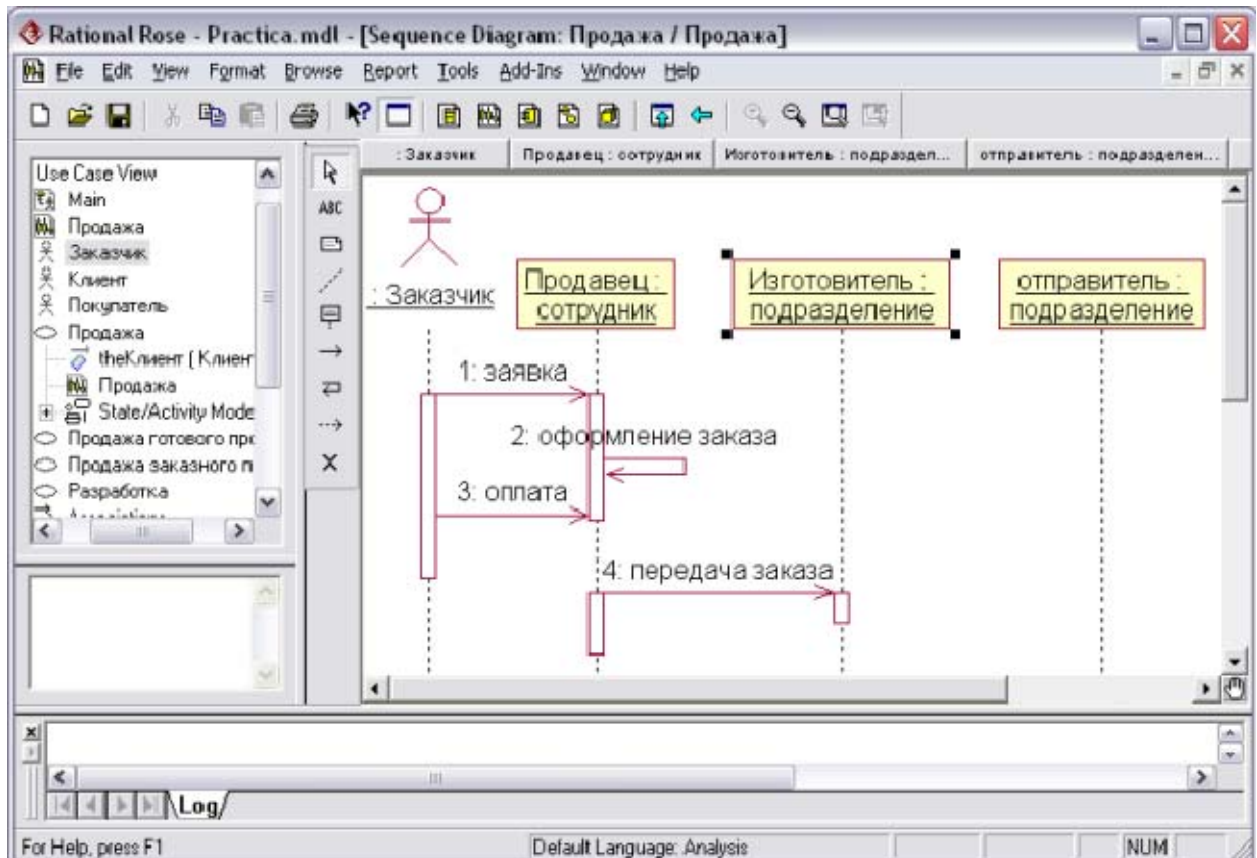 Rational Rose - Practica.mdl - [Sequence Diagram: Продажа / Продажа]
File Edit View Format Browse Report Tools Add-Ins Window Help
: Заказчик
Продавец : сотрудник
Изготовитель : подраздел...
отправитель : подразделен...
Use Case View
Main
Продажа
Заказчик
Клиент
Покупатель
Продажа
theКлиент ( Клиент
Продажа
State/Activity Mode
Продажа готового прс
Продажа заказного п
Разработка
ABC
: Заказчик
Продавец :
сотрудник
Изготовитель :
подразделение
отправитель :
подразделение
1: заявка
2: оформление заказа
3: оплата
4: передача заказа
Log
For Help, press F1
Default Language: Analysis
NUM